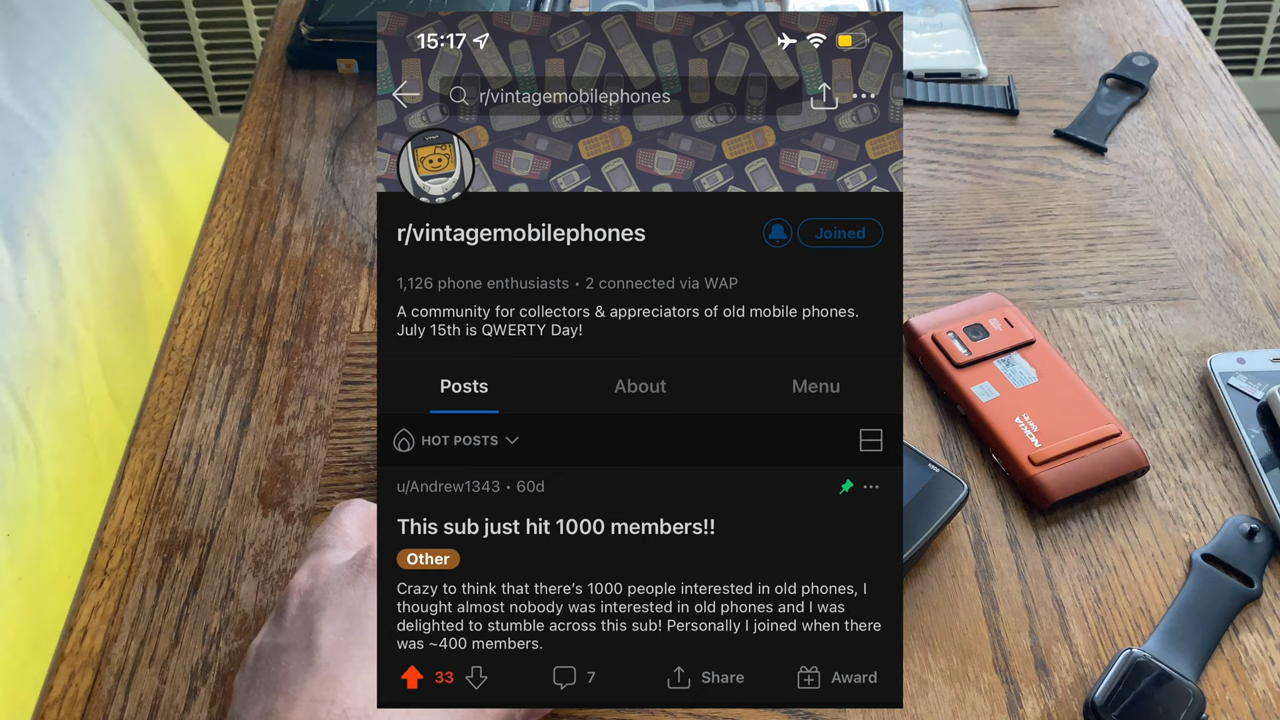 15:17
r/vintagemobilephones
r/vintagemobilephones
Joined
1,126 phone enthusiasts • 2 connected via WAP
A community for collectors & appreciators of old mobile phones.
July 15th is QWERTY Day!
Posts
About
Menu
HOT POSTS
u/Andrew1343 • 60d
This sub just hit 1000 members!!
Other
Crazy to think that there's 1000 people interested in old phones, I
thought almost nobody was interested in old phones and I was
delighted to stumble across this sub! Personally I joined when there
was ~400 members.
33
7
Share
Award
NOKIA
Nseries